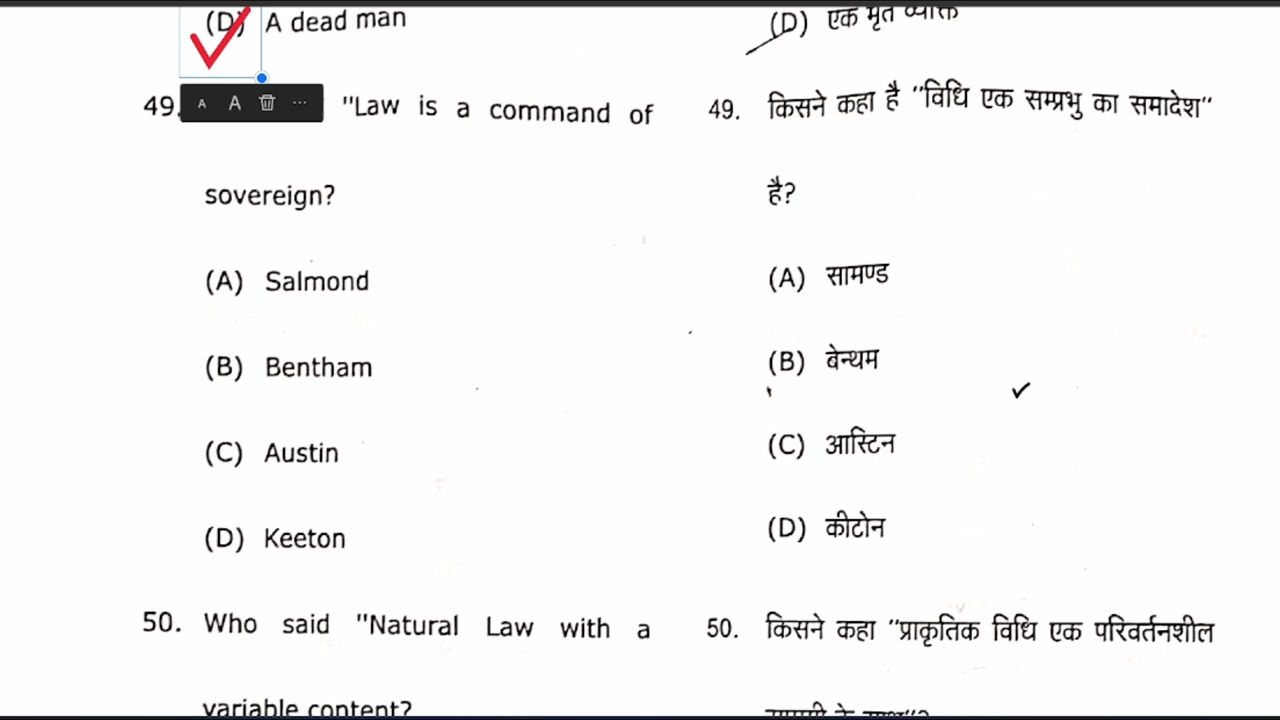 (D) A dead man
49. "Law is a command of
sovereign?
(A) Salmond
(B) Bentham
(C) Austin
(D) Keeton
50. Who said "Natural Law with a
variable content?
(D) एक मृत व्यक्ति
49. किसने कहा है "विधि एक सम्प्रभु का समादेश"
है?
(A) सामण्ड
(B) बेन्थम
(C) आस्टिन
(D) कीटोन
50. किसने कहा "प्राकृतिक विधि एक परिवर्तनशील
A A ...